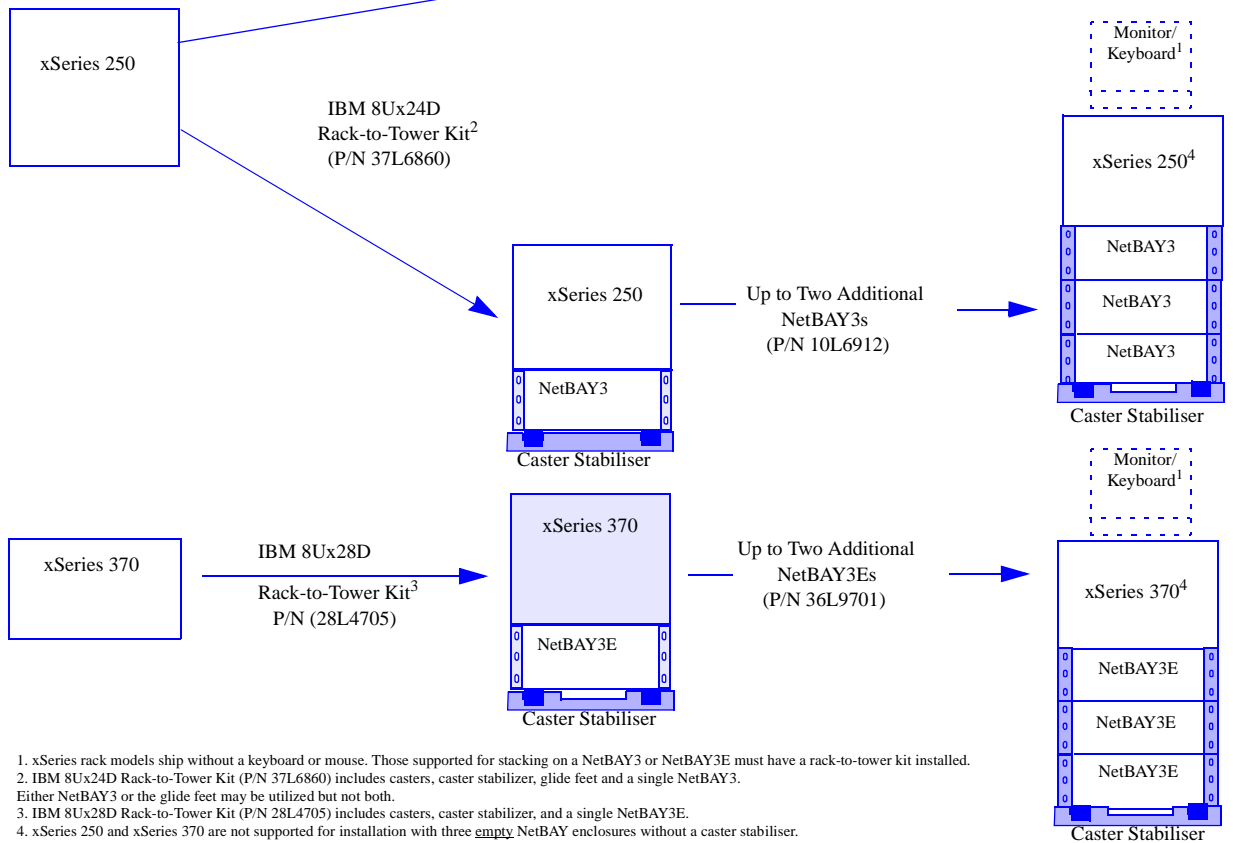 xSeries 250
IBM 8Ux24D
Rack-to-Tower Kit2
(P/N 37L6860)
xSeries 250
NetBAY3
Caster Stabiliser
Up to Two Additional
NetBAY3s
(P/N 10L6912)
Monitor/
Keyboard1
xSeries 2504
NetBAY3
NetBAY3
NetBAY3
Caster Stabiliser
xSeries 370
IBM 8Ux28D
Rack-to-Tower Kit3
P/N (28L4705)
xSeries 370
NetBAY3E
Caster Stabiliser
Up to Two Additional
NetBAY3Es
(P/N 36L9701)
Monitor/
Keyboard1
xSeries 3704
NetBAY3E
NetBAY3E
NetBAY3E
Caster Stabiliser
1. xSeries rack models ship without a keyboard or mouse. Those supported for stacking on a NetBAY3 or NetBAY3E must have a rack-to-tower kit installed.
2. IBM 8Ux24D Rack-to-Tower Kit (P/N 37L6860) includes casters, caster stabilizer, glide feet and a single NetBAY3.
Either NetBAY3 or the glide feet may be utilized but not both.
3. IBM 8Ux28D Rack-to-Tower Kit (P/N 28L4705) includes casters, caster stabilizer, and a single NetBAY3E.
4. xSeries 250 and xSeries 370 are not supported for installation with three empty NetBAY enclosures without a caster stabiliser.